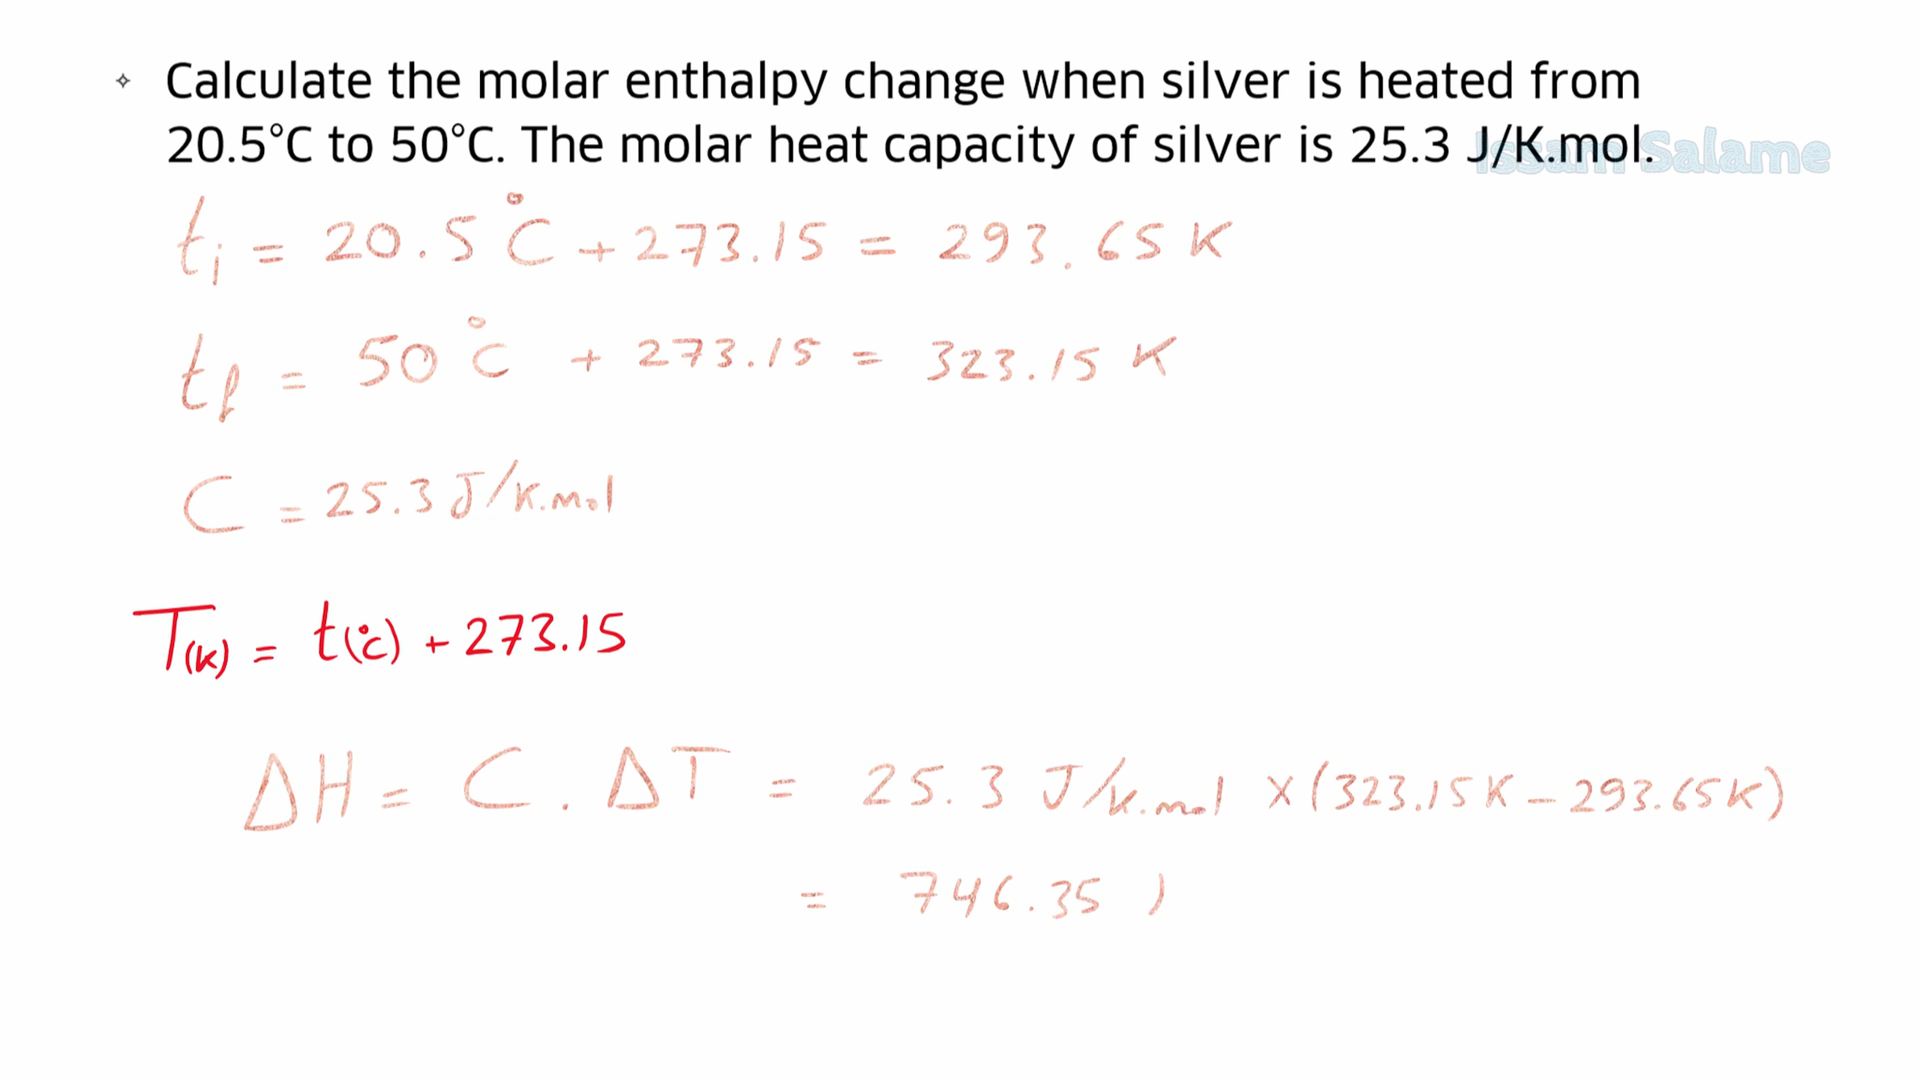 ✧ Calculate the molar enthalpy change when silver is heated from
20.5°C to 50°C. The molar heat capacity of silver is 25.3 J/K.mol.
Issam Salame
ti = 20.5 °C + 273.15 = 293.65 K
tf = 50 °C + 273.15 = 323.15 K
C = 25.3 J/K.mol
T(K) = t(°C) + 273.15
ΔH = C . ΔT = 25.3 J/K.mol x (323.15 K - 293.65 K)
= 746.35 )